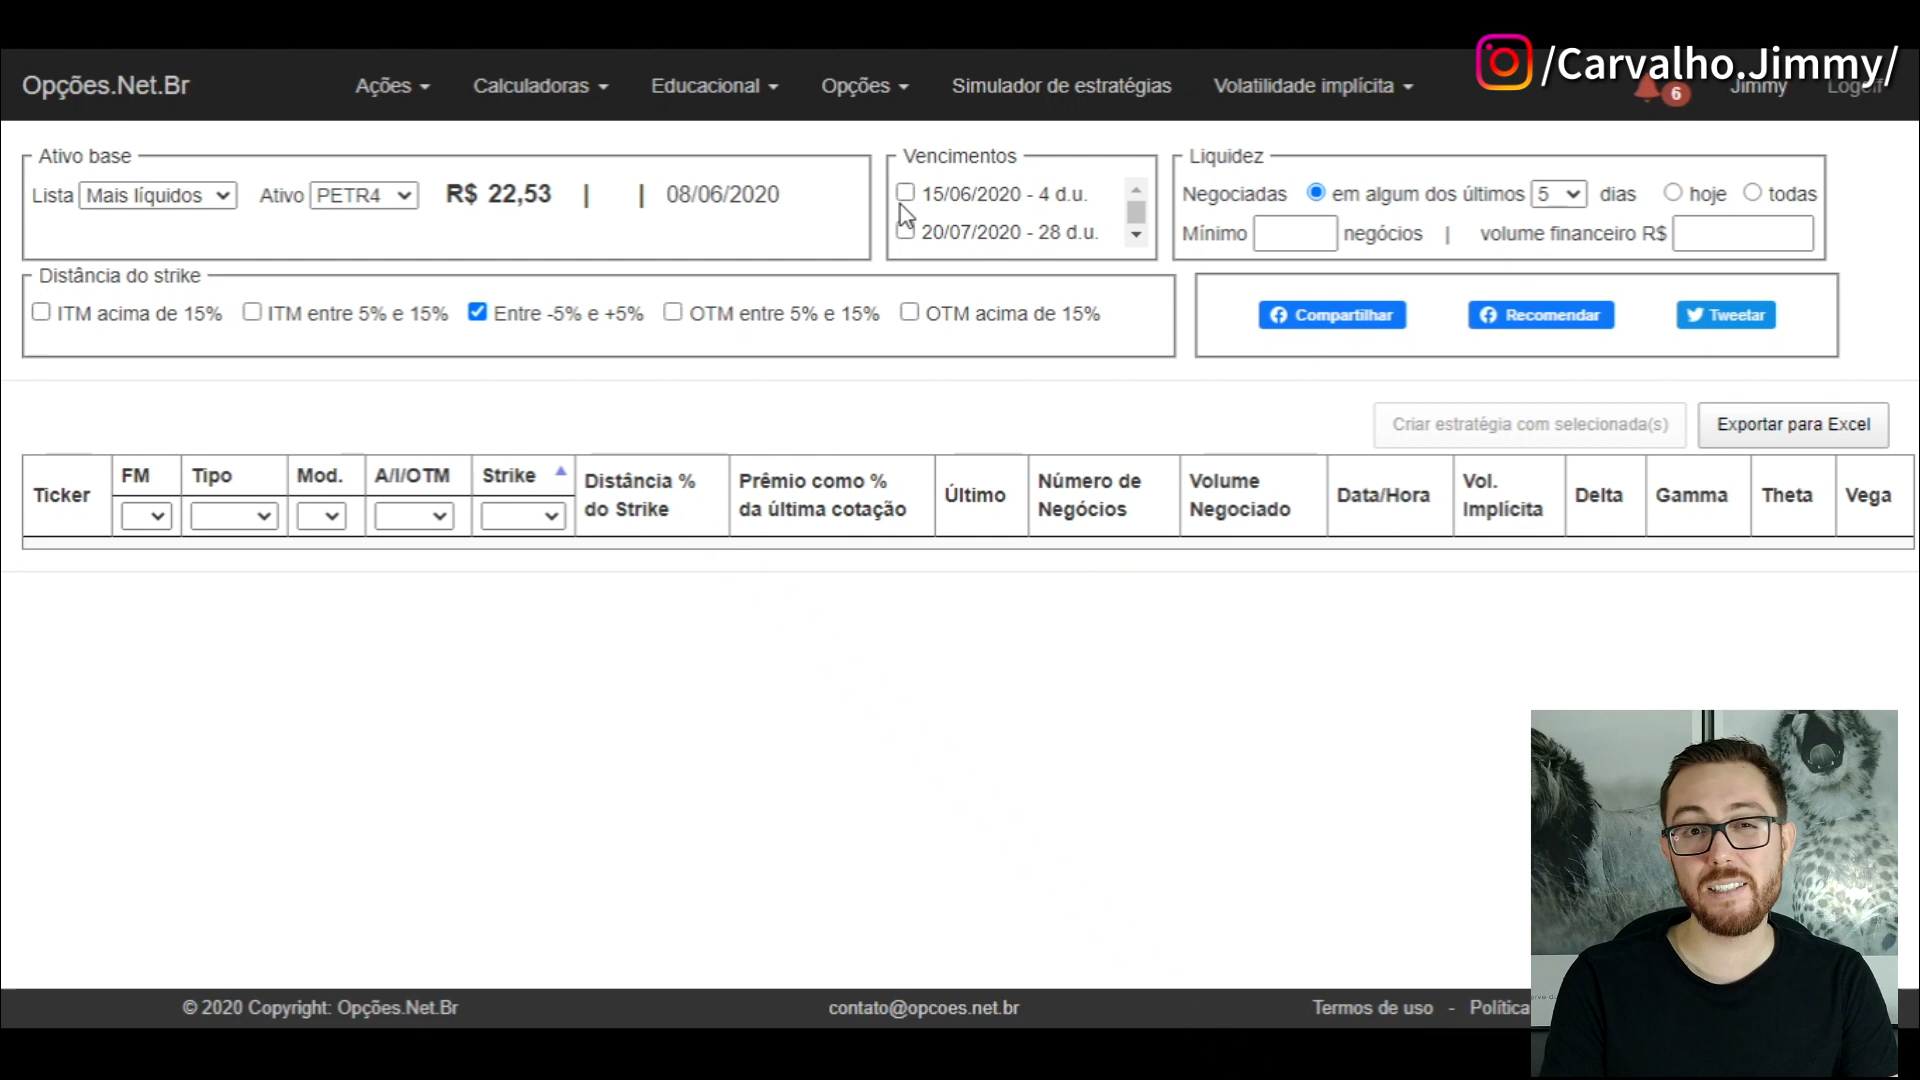 /Carvalho.Jimmy/
Opções.Net.Br Ações Calculadoras Educacional Opções Simulador de estratégias Volatilidade implícita 6 Jimmy Logoff
Ativo base
Lista Mais líquidos Ativo PETR4 R$ 22,53 | | 08/06/2020
Vencimentos
15/06/2020 - 4 d.u.
20/07/2020 - 28 d.u.
Liquidez
Negociadas em algum dos últimos 5 dias hoje todas
Mínimo negócios | volume financeiro R$
Distância do strike
ITM acima de 15% ITM entre 5% e 15% Entre -5% e +5% OTM entre 5% e 15% OTM acima de 15%
Compartilhar Recomendar Tweetar
Criar estratégia com selecionada(s) Exportar para Excel
Ticker FM Tipo Mod. A/I/OTM Strike Distância % do Strike Prêmio como % da última cotação Último Número de Negócios Volume Negociado Data/Hora Vol. Implícita Delta Gamma Theta Vega
© 2020 Copyright: Opções.Net.Br contato@opcoes.net.br Termos de uso - Política